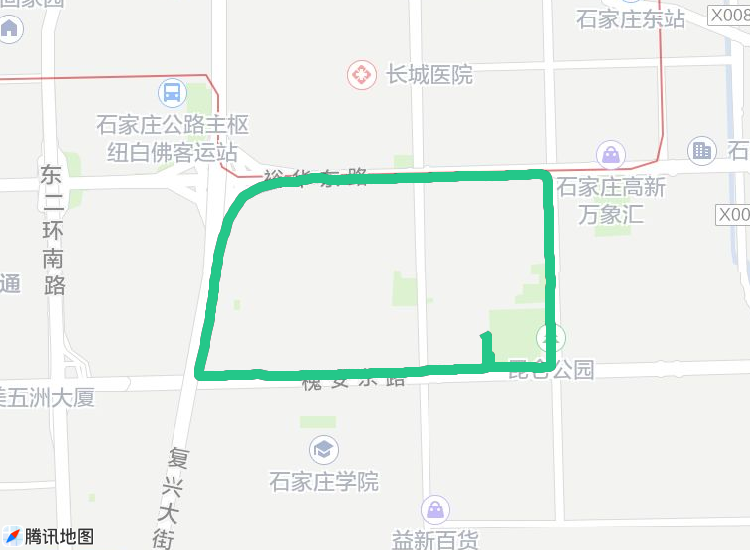 石家庄东站
X008
长城医院
石家庄公路主枢
纽白佛客运站
裕华东路
石家庄高新
万象汇
石
X00
东二环南路
通
昆仑公园
槐安东路
美五洲大厦
复兴大街
石家庄学院
益新百货
腾讯地图